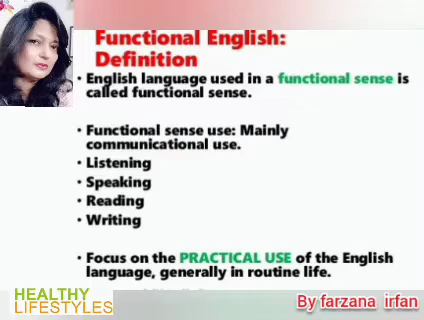 Functional English:
Definition
• English language used in a functional sense is
called functional sense.
• Functional sense use: Mainly
communicational use.
• Listening
• Speaking
• Reading
• Writing
• Focus on the PRACTICAL USE of the English
language, generally in routine life.
HEALTHY
LIFESTYLES
By farzana irfan